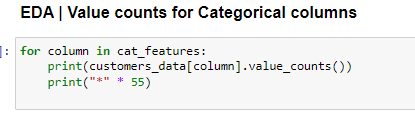 EDA | Value counts for Categorical columns
]: for column in cat_features:
print(customers_data[column].value_counts())
print("*" * 55)